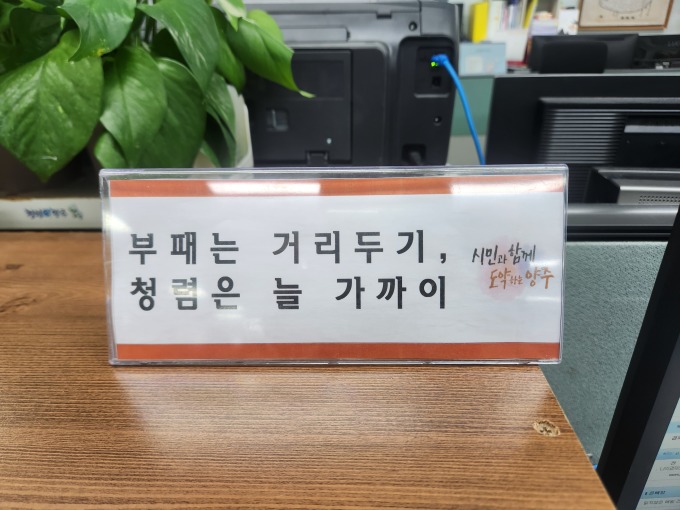 부패는 거리두기,
청렴은 늘 가까이
시민과 함께
도약하는 양주